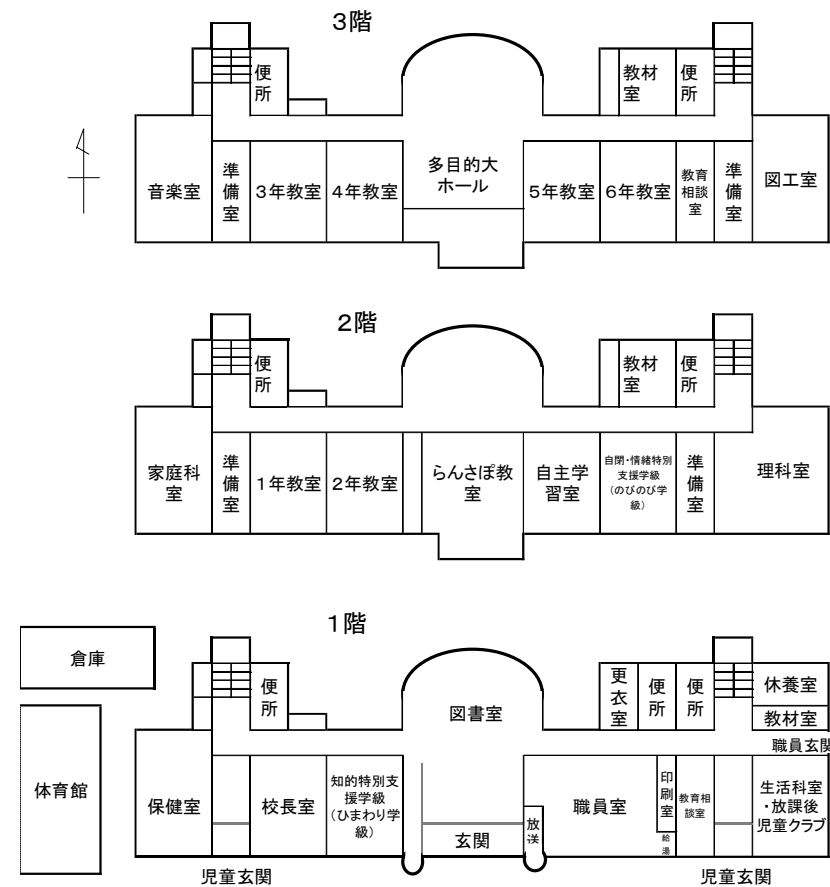 3階
便
所
教材
室
便
所
音楽室
準
備
室
3年教室
4年教室
多目的大
ホール
5年教室
6年教室
教育
相談
室
準
備
室
図工室
2階
便
所
教材
室
便
所
家庭科
室
準
備
室
1年教室
2年教室
らんさぽ教
室
自主学
習室
自閉・情緒特別
支援学級
(のびのび学
級)
準
備
室
理科室
1階
倉庫
便
所
図書室
更
衣
室
便
所
便
所
休養室
教材室
職員玄関
体育館
保健室
校長室
知的特別支
援学級
(ひまわり学
級)
玄関
放
送
職員室
印
刷
室
給
湯
教育相
談室
生活科室
・放課後
児童クラブ
児童玄関
児童玄関